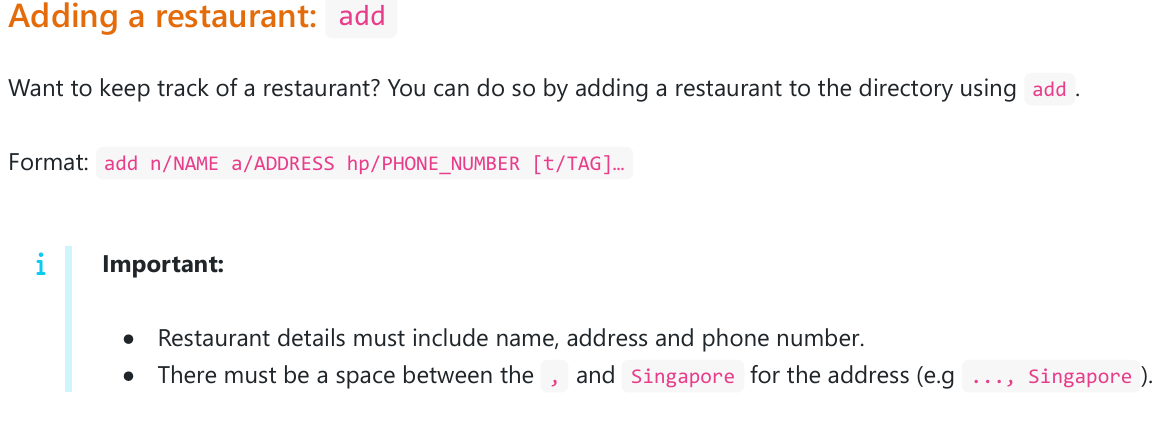 Adding a restaurant: add
Want to keep track of a restaurant? You can do so by adding a restaurant to the directory using add.
Format: add n/NAME a/ADDRESS hp/PHONE_NUMBER [t/TAG]…
i Important:
● Restaurant details must include name, address and phone number.
● There must be a space between the , and Singapore for the address (e.g ..., Singapore).